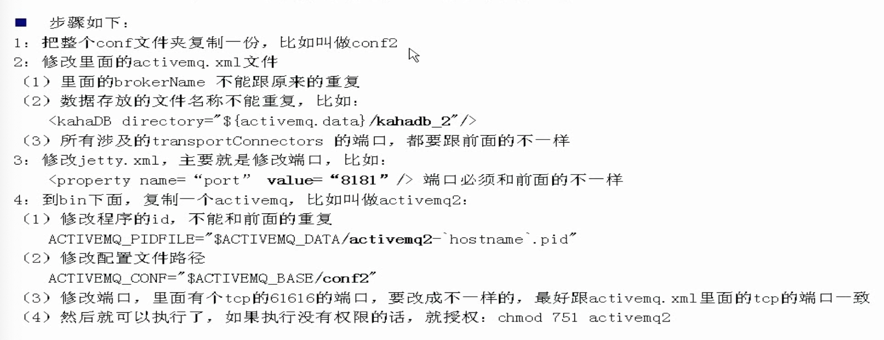 步骤如下：
1：把整个conf文件夹复制一份，比如叫做conf2
2：修改里面的activemq.xml文件
（1）里面的brokerName 不能跟原来的重复
（2）数据存放的文件名称不能重复，比如：
<kahaDB directory="${activemq.data}/kahadb_2"/>
（3）所有涉及的transportConnectors 的端口，都要跟前面的不一样
3：修改jetty.xml，主要就是修改端口，比如：
<property name=“port” value=“8181”/> 端口必须和前面的不一样
4：到bin下面，复制一个activemq，比如叫做activemq2：
（1）修改程序的id，不能和前面的重复
ACTIVEMQ_PIDFILE="$ACTIVEMQ_DATA/activemq2-`hostname`.pid"
（2）修改配置文件路径
ACTIVEMQ_CONF="$ACTIVEMQ_BASE/conf2"
（3）修改端口，里面有个tcp的61616的端口，要改成不一样的，最好跟activemq.xml里面的tcp的端口一致
（4）然后就可以执行了，如果执行没有权限的话，就授权：chmod 751 activemq2